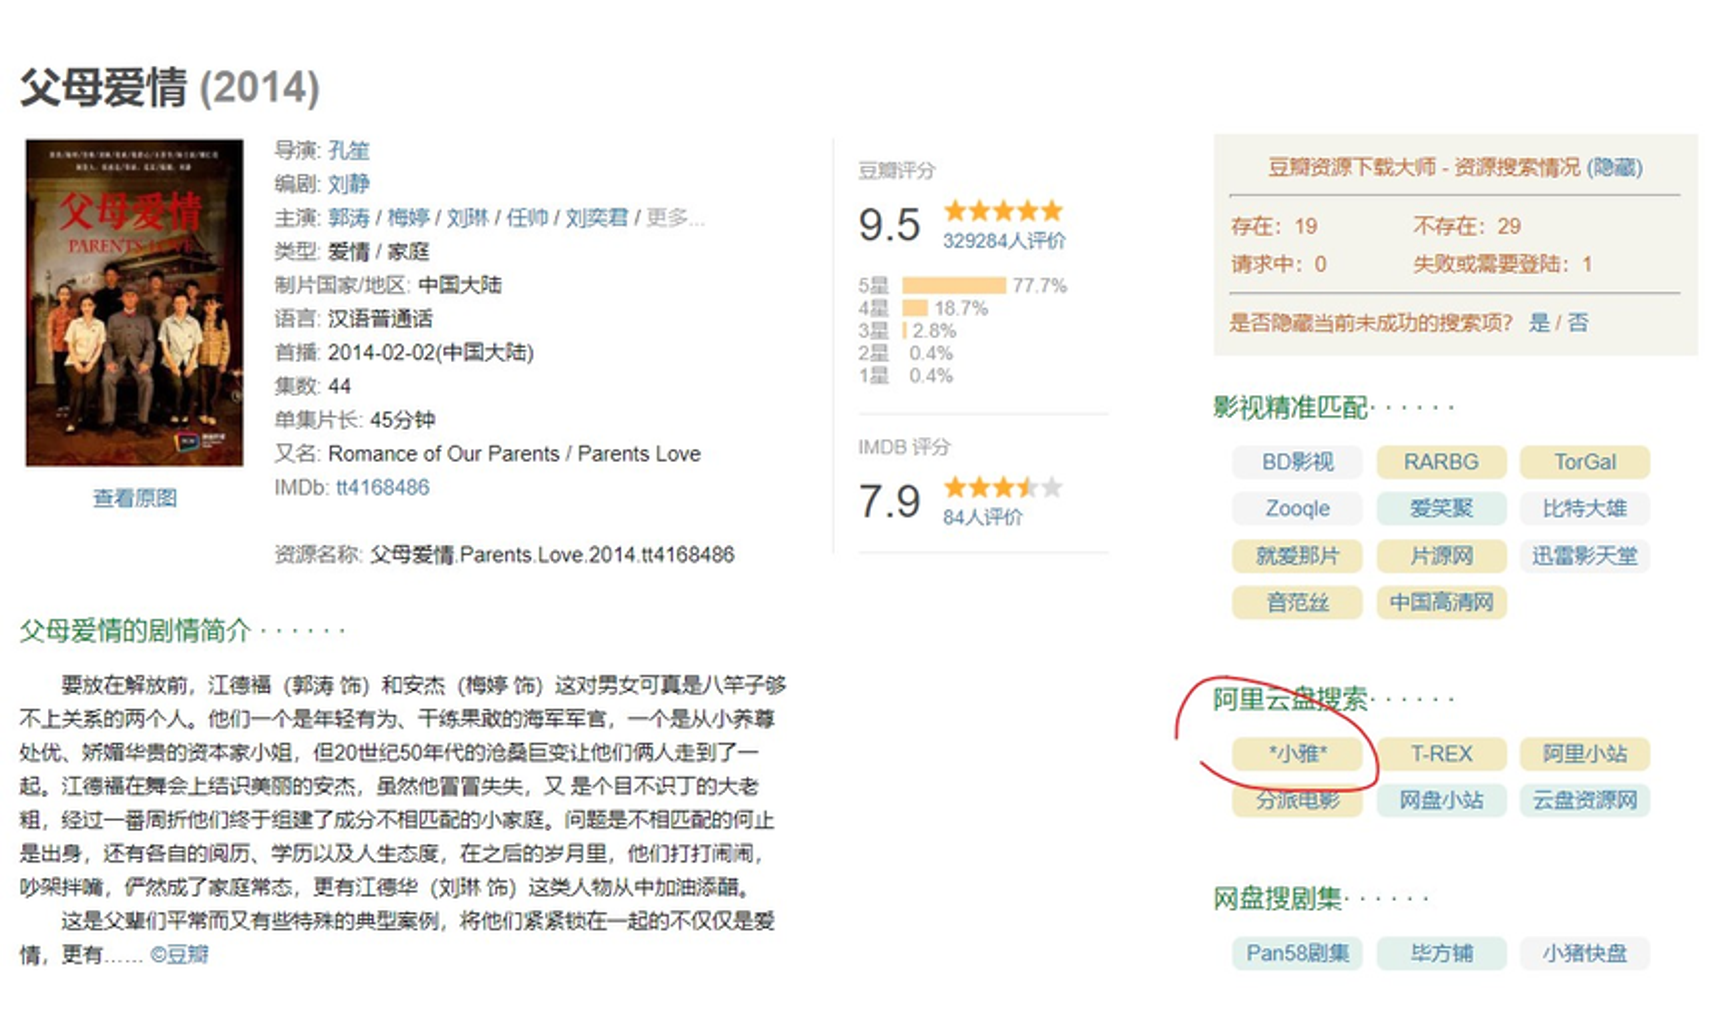 父母爱情 (2014)
父母爱情
PARENTS LOVE
查看原图
导演: 孔笙
编剧: 刘静
主演: 郭涛 / 梅婷 / 刘琳 / 任帅 / 刘奕君 / 更多...
类型: 爱情 / 家庭
制片国家/地区: 中国大陆
语言: 汉语普通话
首播: 2014-02-02(中国大陆)
集数: 44
单集片长: 45分钟
又名: Romance of Our Parents / Parents Love
IMDb: tt4168486
资源名称: 父母爱情.Parents.Love.2014.tt4168486
豆瓣评分
9.5
329284人评价
5星 77.7%
4星 18.7%
3星 2.8%
2星 0.4%
1星 0.4%
IMDB 评分
7.9
84人评价
父母爱情的剧情简介 · · · · · ·
要放在解放前，江德福（郭涛 饰）和安杰（梅婷 饰）这对男女可真是八竿子够
不上关系的两个人。他们一个是年轻有为、干练果敢的海军军官，一个是从小养尊
处优、娇媚华贵的资本家小姐，但20世纪50年代的沧桑巨变让他们俩人走到了一
起。江德福在舞会上结识美丽的安杰，虽然他冒冒失失，又 是个目不识丁的大老
粗，经过一番周折他们终于组建了成分不相匹配的小家庭。问题是不相匹配的何止
是出身，还有各自的阅历、学历以及人生态度，在之后的岁月里，他们打打闹闹，
吵架拌嘴，俨然成了家庭常态，更有江德华（刘琳 饰）这类人物从中加油添醋。
这是父辈们平常而又有些特殊的典型案例，将他们紧紧锁在一起的不仅仅是爱
情，更有...... ©豆瓣
豆瓣资源下载大师 - 资源搜索情况 (隐藏)
存在：19 不存在：29
请求中：0 失败或需要登陆：1
是否隐藏当前未成功的搜索项？ 是 / 否
影视精准匹配· · · · · ·
BD影视 RARBG TorGal
Zooqle 爱笑聚 比特大雄
就爱那片 片源网 迅雷影天堂
音范丝 中国高清网
阿里云盘搜索· · · · · ·
*小雅* T-REX 阿里小站
分派电影 网盘小站 云盘资源网
网盘搜剧集· · · · · ·
Pan58剧集 毕方铺 小猪快盘